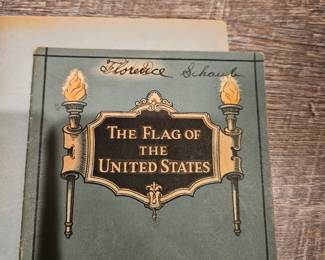 Florence Schaub
THE FLAG OF
THE
UNITED STATES